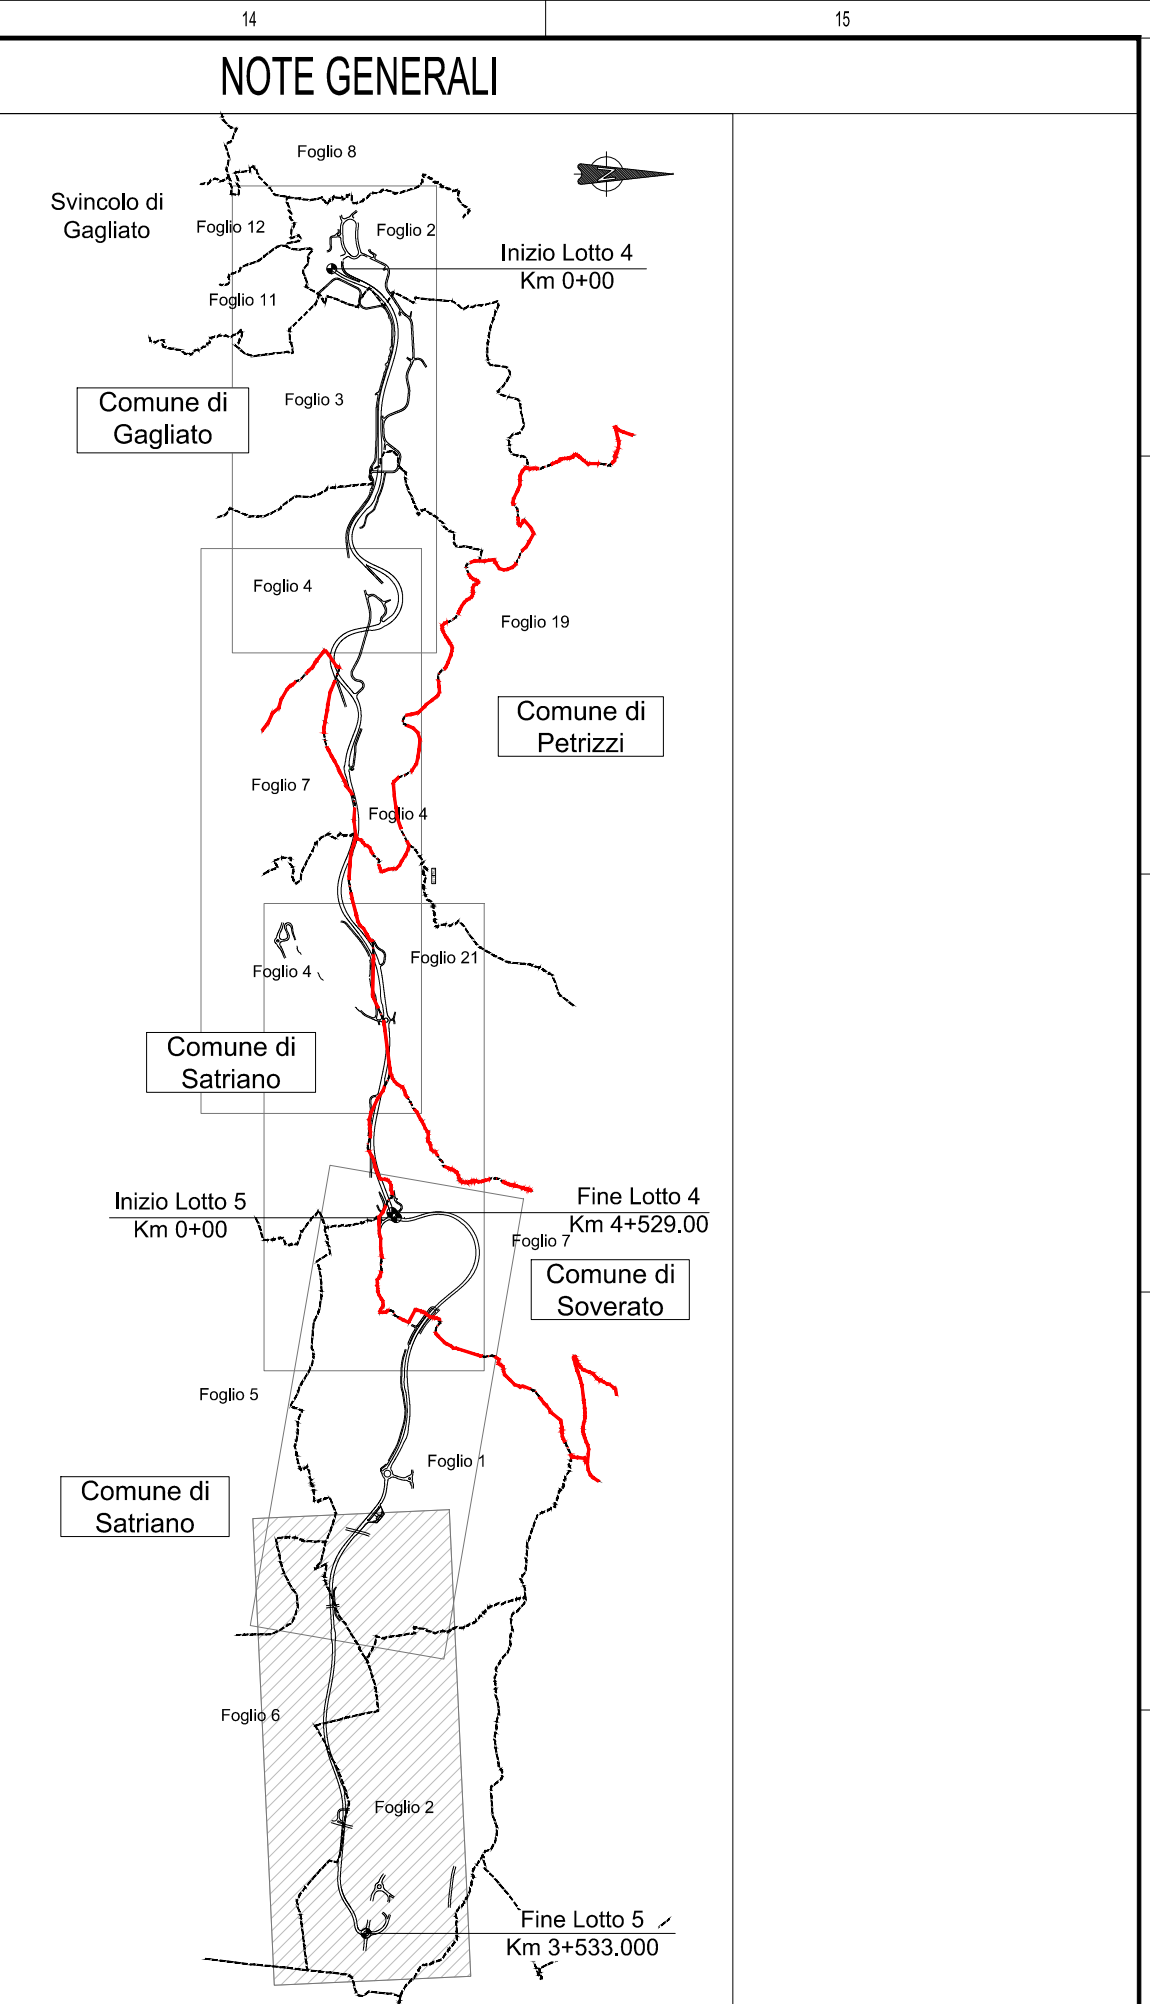 14
15
NOTE GENERALI
Foglio 8
N
Svincolo di
Gagliato
Foglio 12
Foglio 2
Inizio Lotto 4
Km 0+00
Foglio 11
Foglio 3
Comune di
Gagliato
Foglio 4
Foglio 19
Comune di
Petrizzi
Foglio 7
Foglio 4
Foglio 21
Foglio 4
Comune di
Satriano
Inizio Lotto 5
Km 0+00
Fine Lotto 4
Km 4+529.00
Foglio 7
Comune di
Soverato
Foglio 5
Foglio 1
Comune di
Satriano
Foglio 6
Foglio 2
Fine Lotto 5
Km 3+533.000